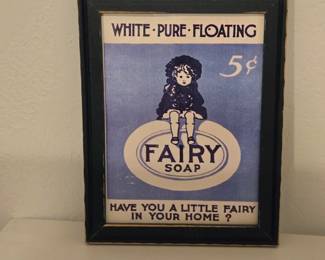 WHITE·PURE·FLOATING
5¢
FAIRY
SOAP
HAVE YOU A LITTLE FAIRY
IN YOUR HOME ?